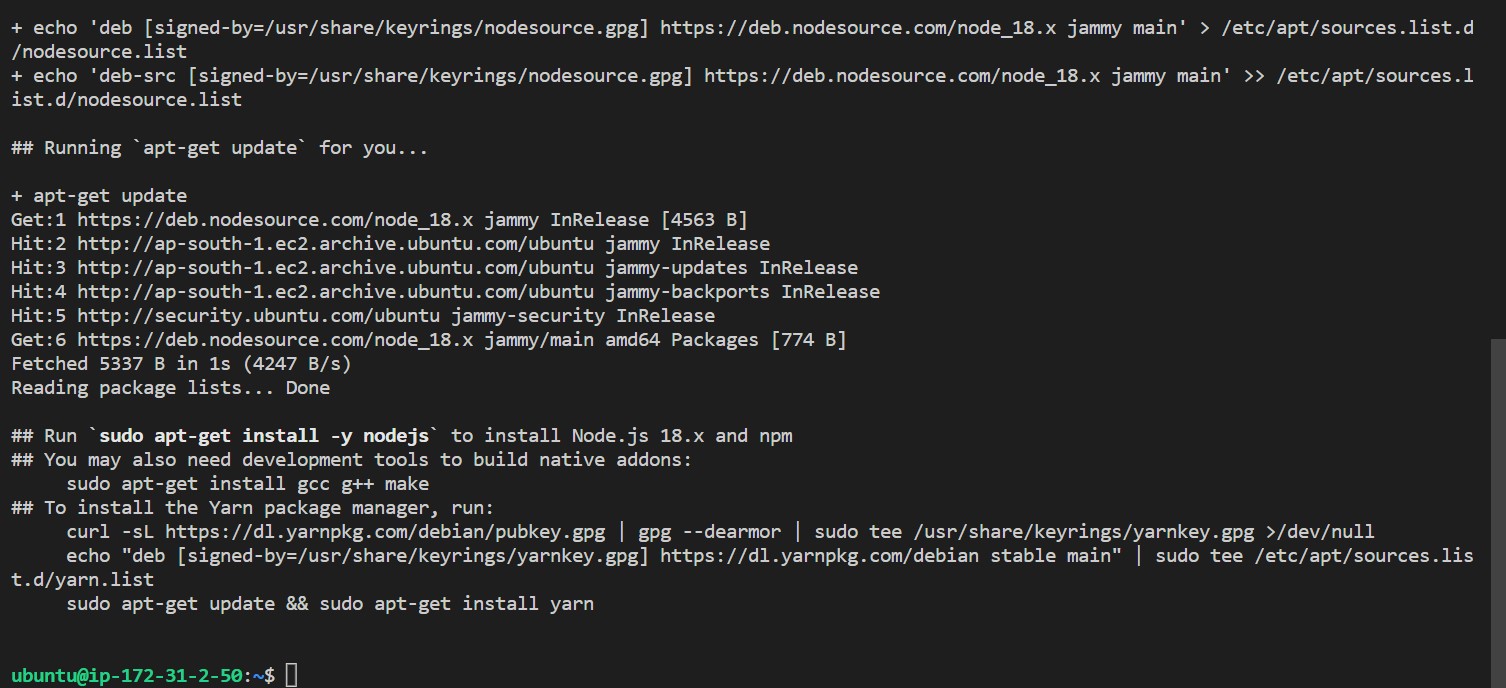 + echo 'deb [signed-by=/usr/share/keyrings/nodesource.gpg] https://deb.nodesource.com/node_18.x jammy main' > /etc/apt/sources.list.d
/nodesource.list
+ echo 'deb-src [signed-by=/usr/share/keyrings/nodesource.gpg] https://deb.nodesource.com/node_18.x jammy main' >> /etc/apt/sources.l
ist.d/nodesource.list
## Running `apt-get update` for you...
+ apt-get update
Get:1 https://deb.nodesource.com/node_18.x jammy InRelease [4563 B]
Hit:2 http://ap-south-1.ec2.archive.ubuntu.com/ubuntu jammy InRelease
Hit:3 http://ap-south-1.ec2.archive.ubuntu.com/ubuntu jammy-updates InRelease
Hit:4 http://ap-south-1.ec2.archive.ubuntu.com/ubuntu jammy-backports InRelease
Hit:5 http://security.ubuntu.com/ubuntu jammy-security InRelease
Get:6 https://deb.nodesource.com/node_18.x jammy/main amd64 Packages [774 B]
Fetched 5337 B in 1s (4247 B/s)
Reading package lists... Done
## Run `sudo apt-get install -y nodejs` to install Node.js 18.x and npm
## You may also need development tools to build native addons:
     sudo apt-get install gcc g++ make
## To install the Yarn package manager, run:
     curl -sL https://dl.yarnpkg.com/debian/pubkey.gpg | gpg --dearmor | sudo tee /usr/share/keyrings/yarnkey.gpg >/dev/null
     echo "deb [signed-by=/usr/share/keyrings/yarnkey.gpg] https://dl.yarnpkg.com/debian stable main" | sudo tee /etc/apt/sources.lis
t.d/yarn.list
     sudo apt-get update && sudo apt-get install yarn
ubuntu@ip-172-31-2-50:~$